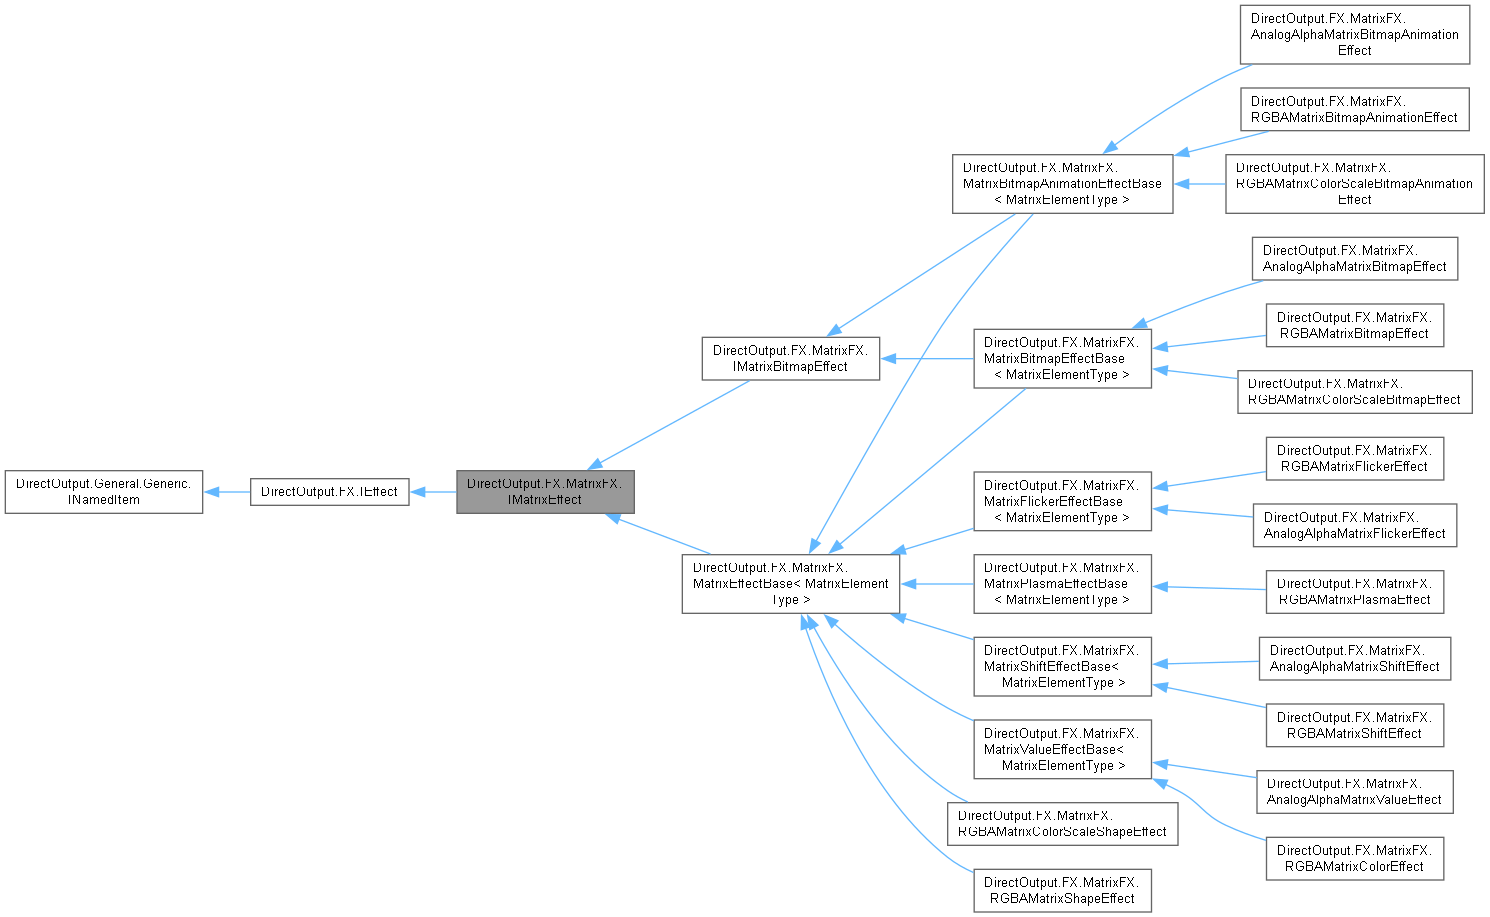 DirectOutput.General.Generic.
INamedItem
DirectOutput.FX.IEffect
DirectOutput.FX.MatrixFX.
IMatrixEffect
DirectOutput.FX.MatrixFX.
IMatrixBitmapEffect
DirectOutput.FX.MatrixFX.
MatrixEffectBase< MatrixElement
Type >
DirectOutput.FX.MatrixFX.
MatrixBitmapAnimationEffectBase
< MatrixElementType >
DirectOutput.FX.MatrixFX.
MatrixBitmapEffectBase
< MatrixElementType >
DirectOutput.FX.MatrixFX.
MatrixFlickerEffectBase
< MatrixElementType >
DirectOutput.FX.MatrixFX.
MatrixPlasmaEffectBase
< MatrixElementType >
DirectOutput.FX.MatrixFX.
MatrixShiftEffectBase<
MatrixElementType >
DirectOutput.FX.MatrixFX.
MatrixValueEffectBase<
MatrixElementType >
DirectOutput.FX.MatrixFX.
RGBAMatrixColorScaleShapeEffect
DirectOutput.FX.MatrixFX.
RGBAMatrixShapeEffect
DirectOutput.FX.MatrixFX.
AnalogAlphaMatrixBitmapAnimation
Effect
DirectOutput.FX.MatrixFX.
RGBAMatrixBitmapAnimationEffect
DirectOutput.FX.MatrixFX.
RGBAMatrixColorScaleBitmapAnimation
Effect
DirectOutput.FX.MatrixFX.
AnalogAlphaMatrixBitmapEffect
DirectOutput.FX.MatrixFX.
RGBAMatrixBitmapEffect
DirectOutput.FX.MatrixFX.
RGBAMatrixColorScaleBitmapEffect
DirectOutput.FX.MatrixFX.
RGBAMatrixFlickerEffect
DirectOutput.FX.MatrixFX.
AnalogAlphaMatrixFlickerEffect
DirectOutput.FX.MatrixFX.
RGBAMatrixPlasmaEffect
DirectOutput.FX.MatrixFX.
AnalogAlphaMatrixShiftEffect
DirectOutput.FX.MatrixFX.
RGBAMatrixShiftEffect
DirectOutput.FX.MatrixFX.
AnalogAlphaMatrixValueEffect
DirectOutput.FX.MatrixFX.
RGBAMatrixColorEffect